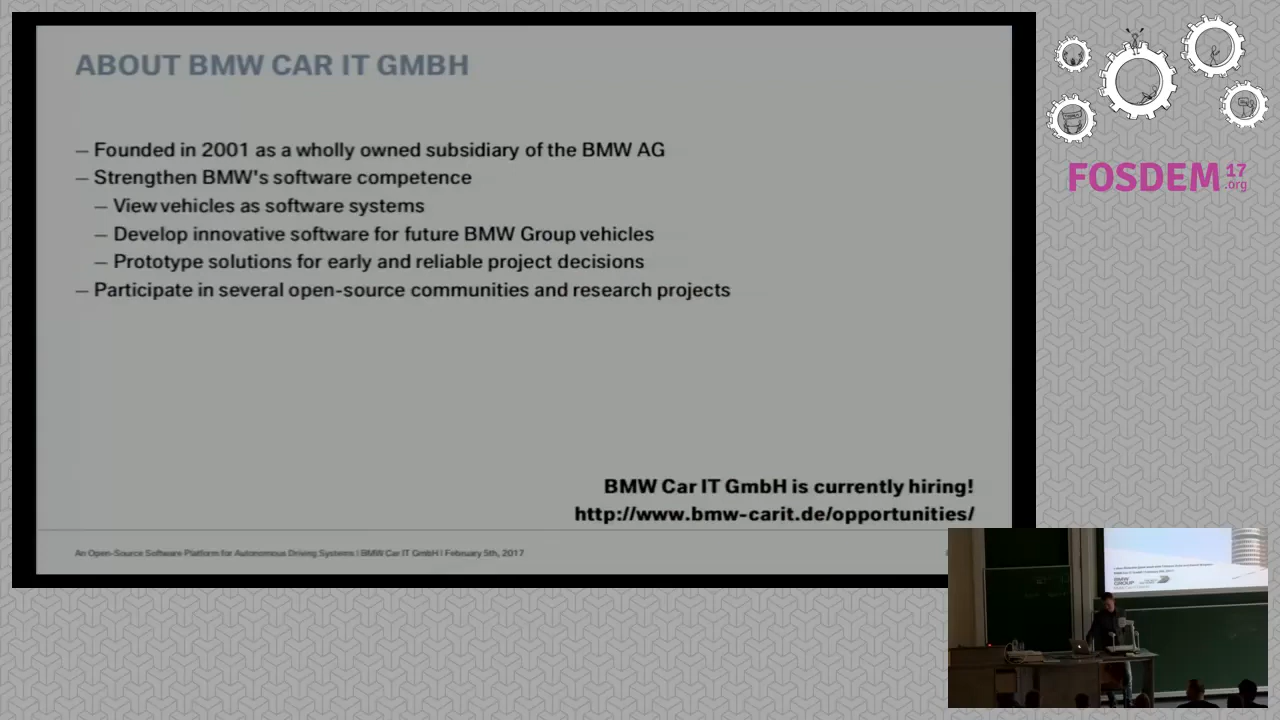 ABOUT BMW CAR IT GMBH
– Founded in 2001 as a wholly owned subsidiary of the BMW AG
– Strengthen BMW's software competence
– View vehicles as software systems
– Develop innovative software for future BMW Group vehicles
– Prototype solutions for early and reliable project decisions
– Participate in several open-source communities and research projects
BMW Car IT GmbH is currently hiring!
http://www.bmw-carit.de/opportunities/
An Open-Source Software Platform for Autonomous Driving Systems | BMW Car IT GmbH | February 5th, 2017
FOSDEM 17
.org
BMW
GROUP